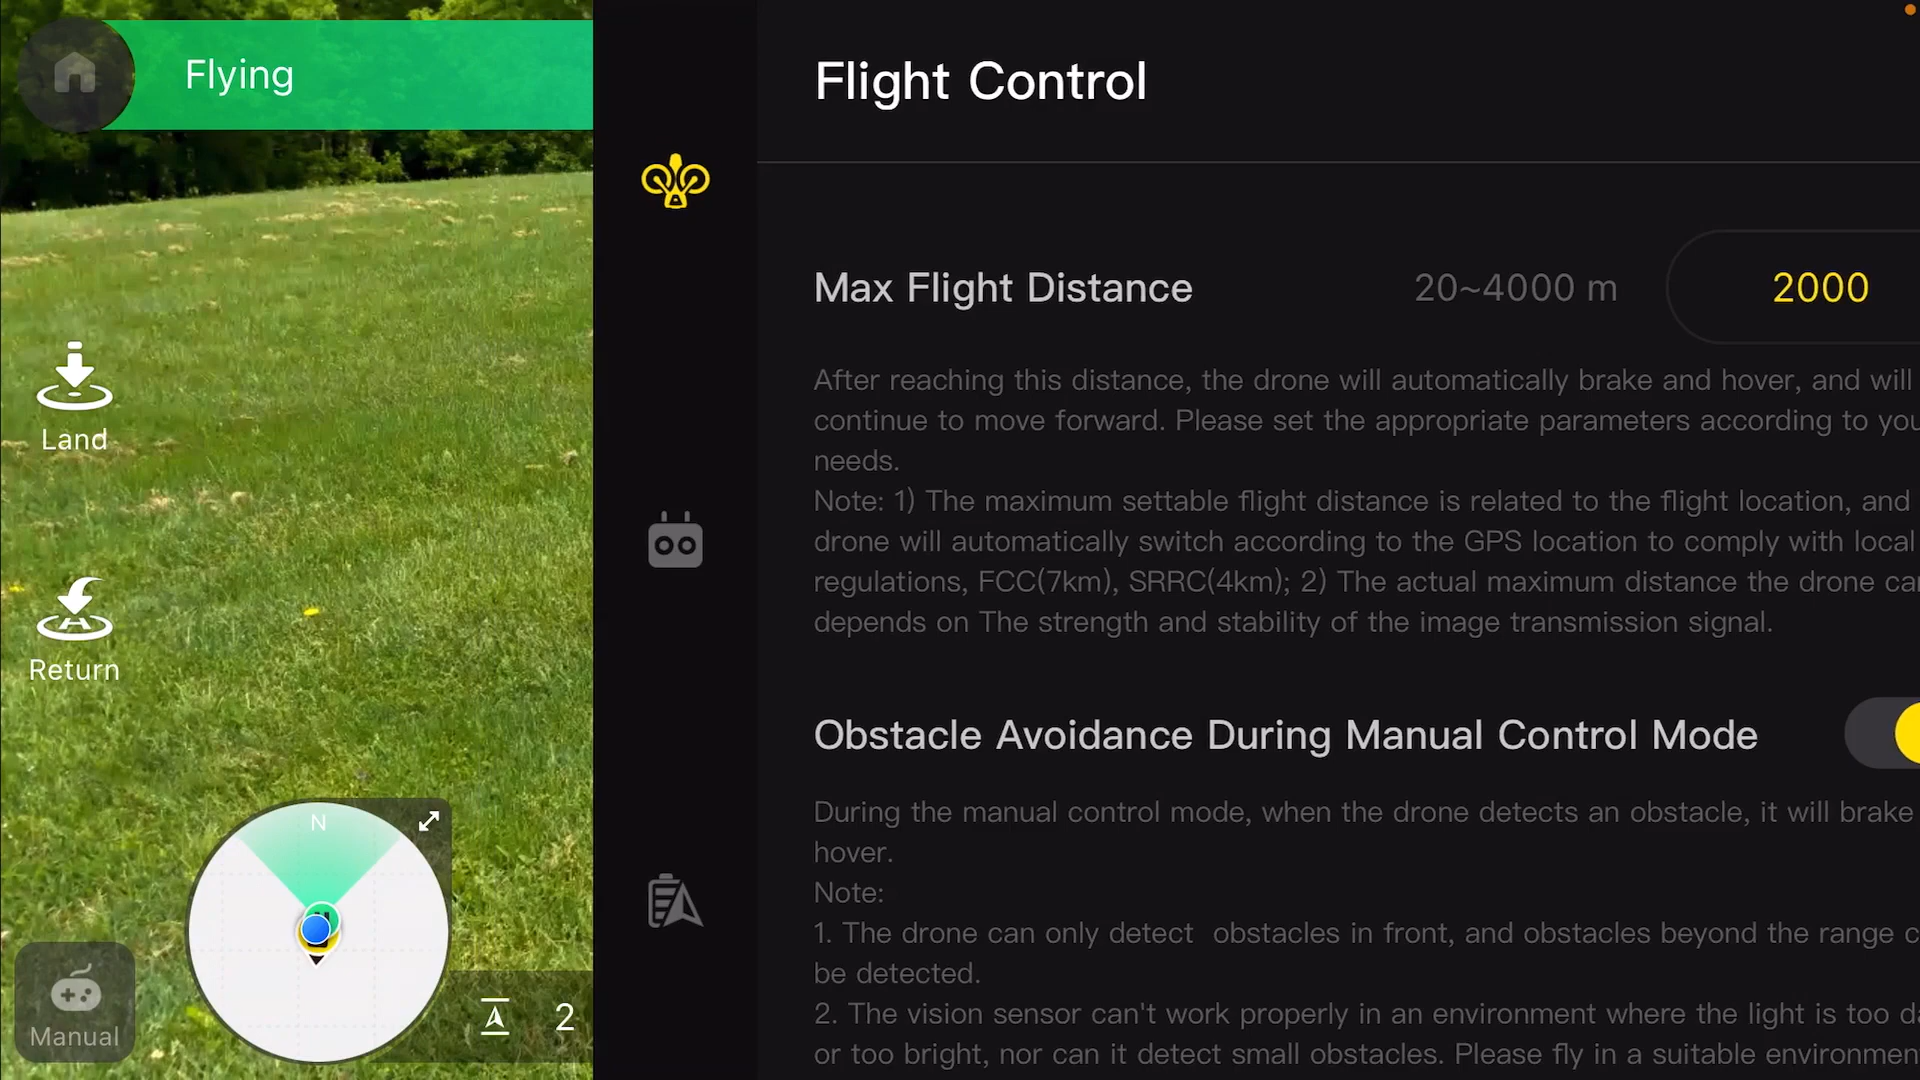 Flying
Land
Return
N
Manual
2
Flight Control
Max Flight Distance 20~4000 m 2000
After reaching this distance, the drone will automatically brake and hover, and will
continue to move forward. Please set the appropriate parameters according to
needs.
Note: 1) The maximum settable flight distance is related to the flight location, and
drone will automatically switch according to the GPS location to comply with local
regulations, FCC(7km), SRRC(4km); 2) The actual maximum distance the drone
depends on The strength and stability of the image transmission signal.
Obstacle Avoidance During Manual Control Mode
During the manual control mode, when the drone detects an obstacle, it will brake
hover.
Note:
1. The drone can only detect obstacles in front, and obstacles beyond the range
be detected.
2. The vision sensor can't work properly in an environment where the light is too
or too bright, nor can it detect small obstacles. Please fly in a suitable